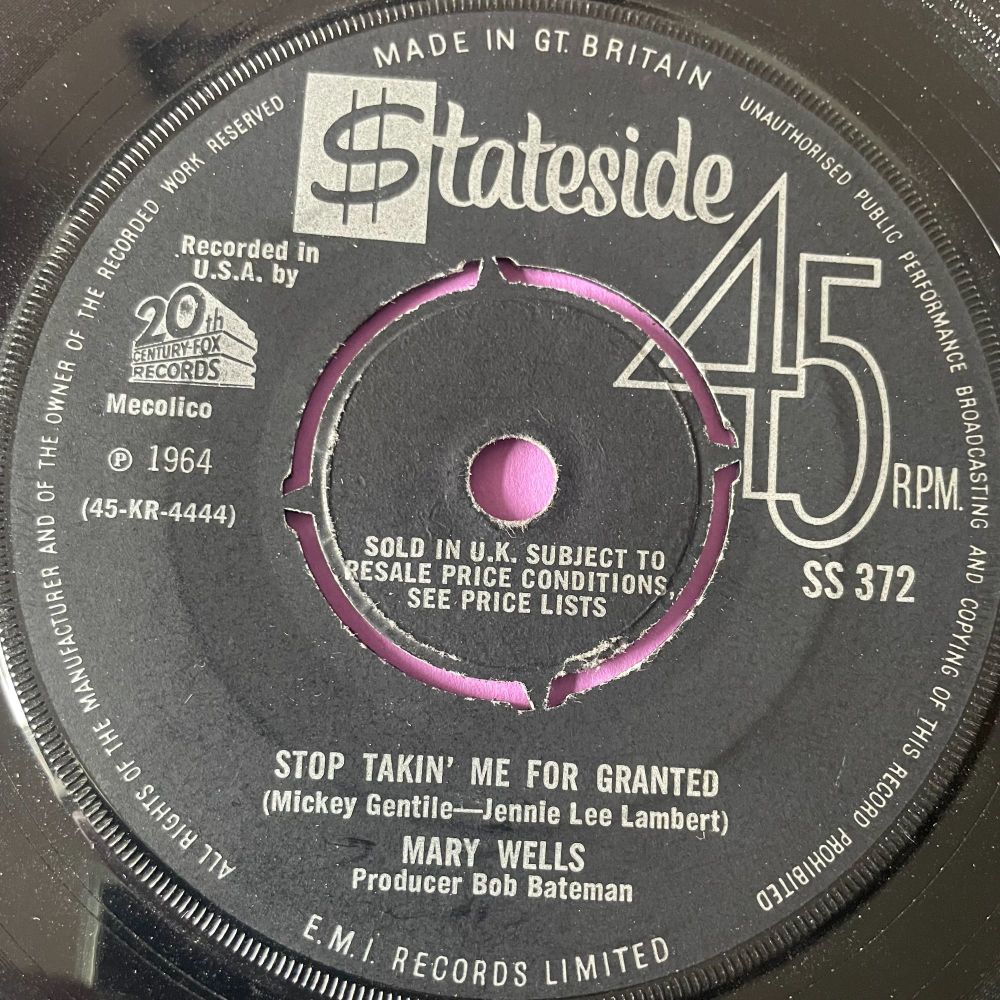 MADE IN GT. BRITAIN
UNAUTHORISED PUBLIC PERFORMANCE BROADCASTING AND COPYING OF THIS RECORD PROHIBITED
ALL RIGHTS OF THE MANUFACTURER AND OF THE OWNER OF THE RECORDED WORK RESERVED
$tateside
45
R.P.M.
Recorded in
U.S.A. by
20th
CENTURY-FOX
RECORDS
Mecolico
℗ 1964
(45-KR-4444)
SOLD IN U.K. SUBJECT TO
RESALE PRICE CONDITIONS,
SEE PRICE LISTS
SS 372
STOP TAKIN' ME FOR GRANTED
(Mickey Gentile—Jennie Lee Lambert)
MARY WELLS
Producer Bob Bateman
E.M.I. RECORDS LIMITED